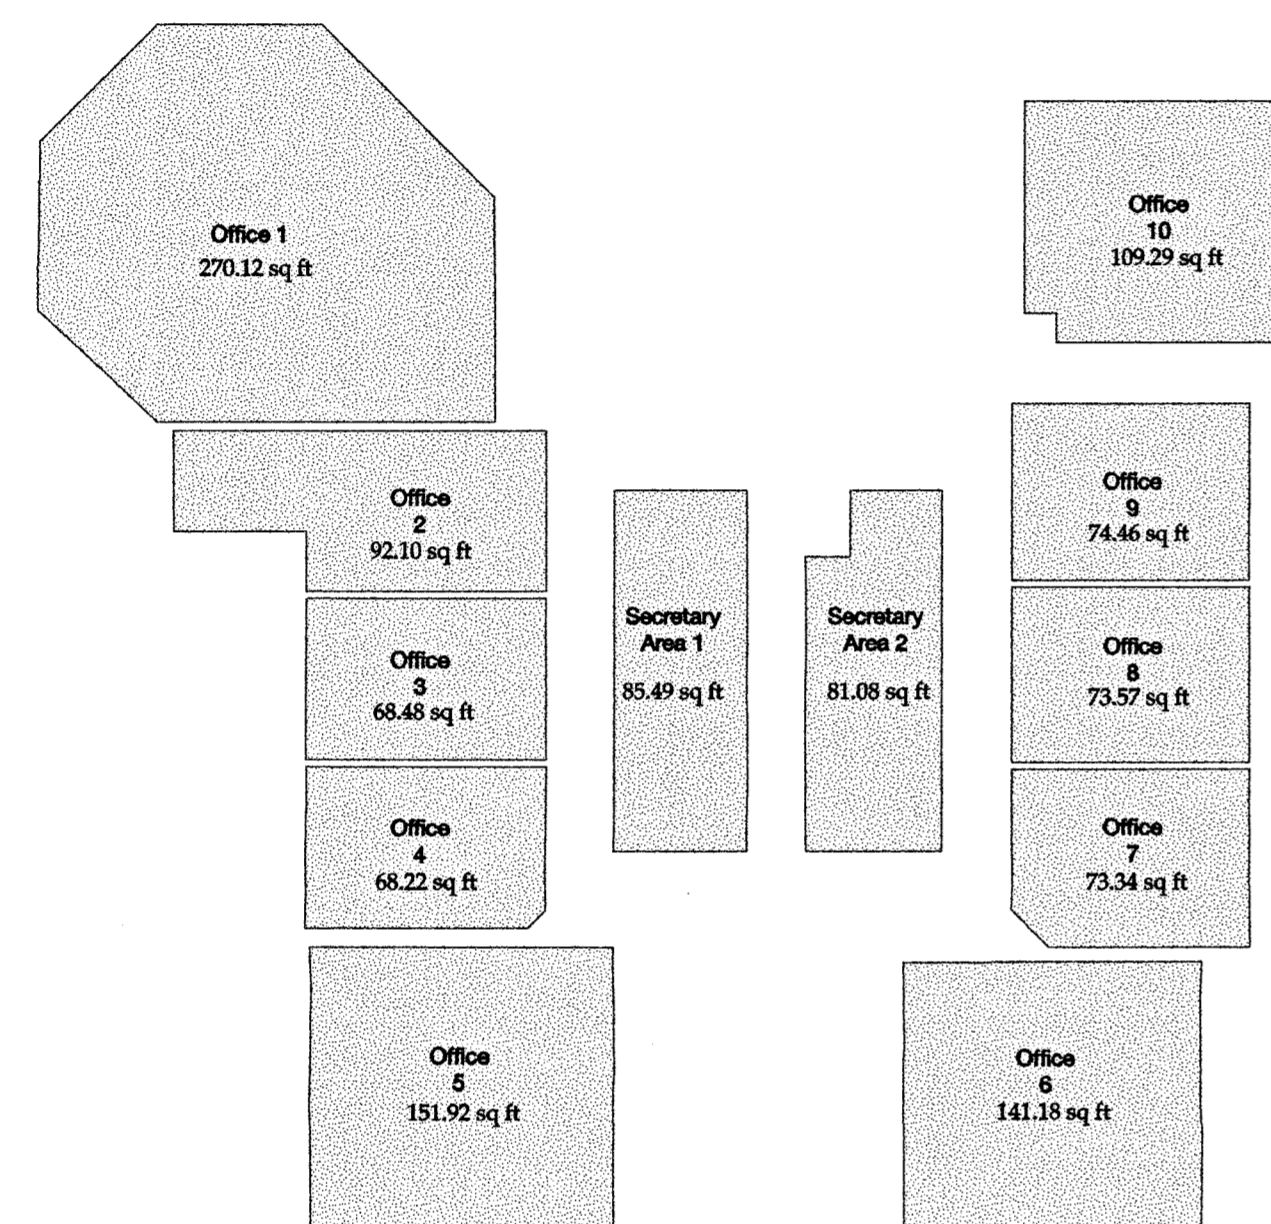 Office 1
270.12 sq ft
Office
10
109.29 sq ft
Office
2
92.10 sq ft
Office
9
74.46 sq ft
Secretary
Area 1
85.49 sq ft
Secretary
Area 2
81.08 sq ft
Office
3
68.48 sq ft
Office
8
73.57 sq ft
Office
4
68.22 sq ft
Office
7
73.34 sq ft
Office
5
151.92 sq ft
Office
6
141.18 sq ft